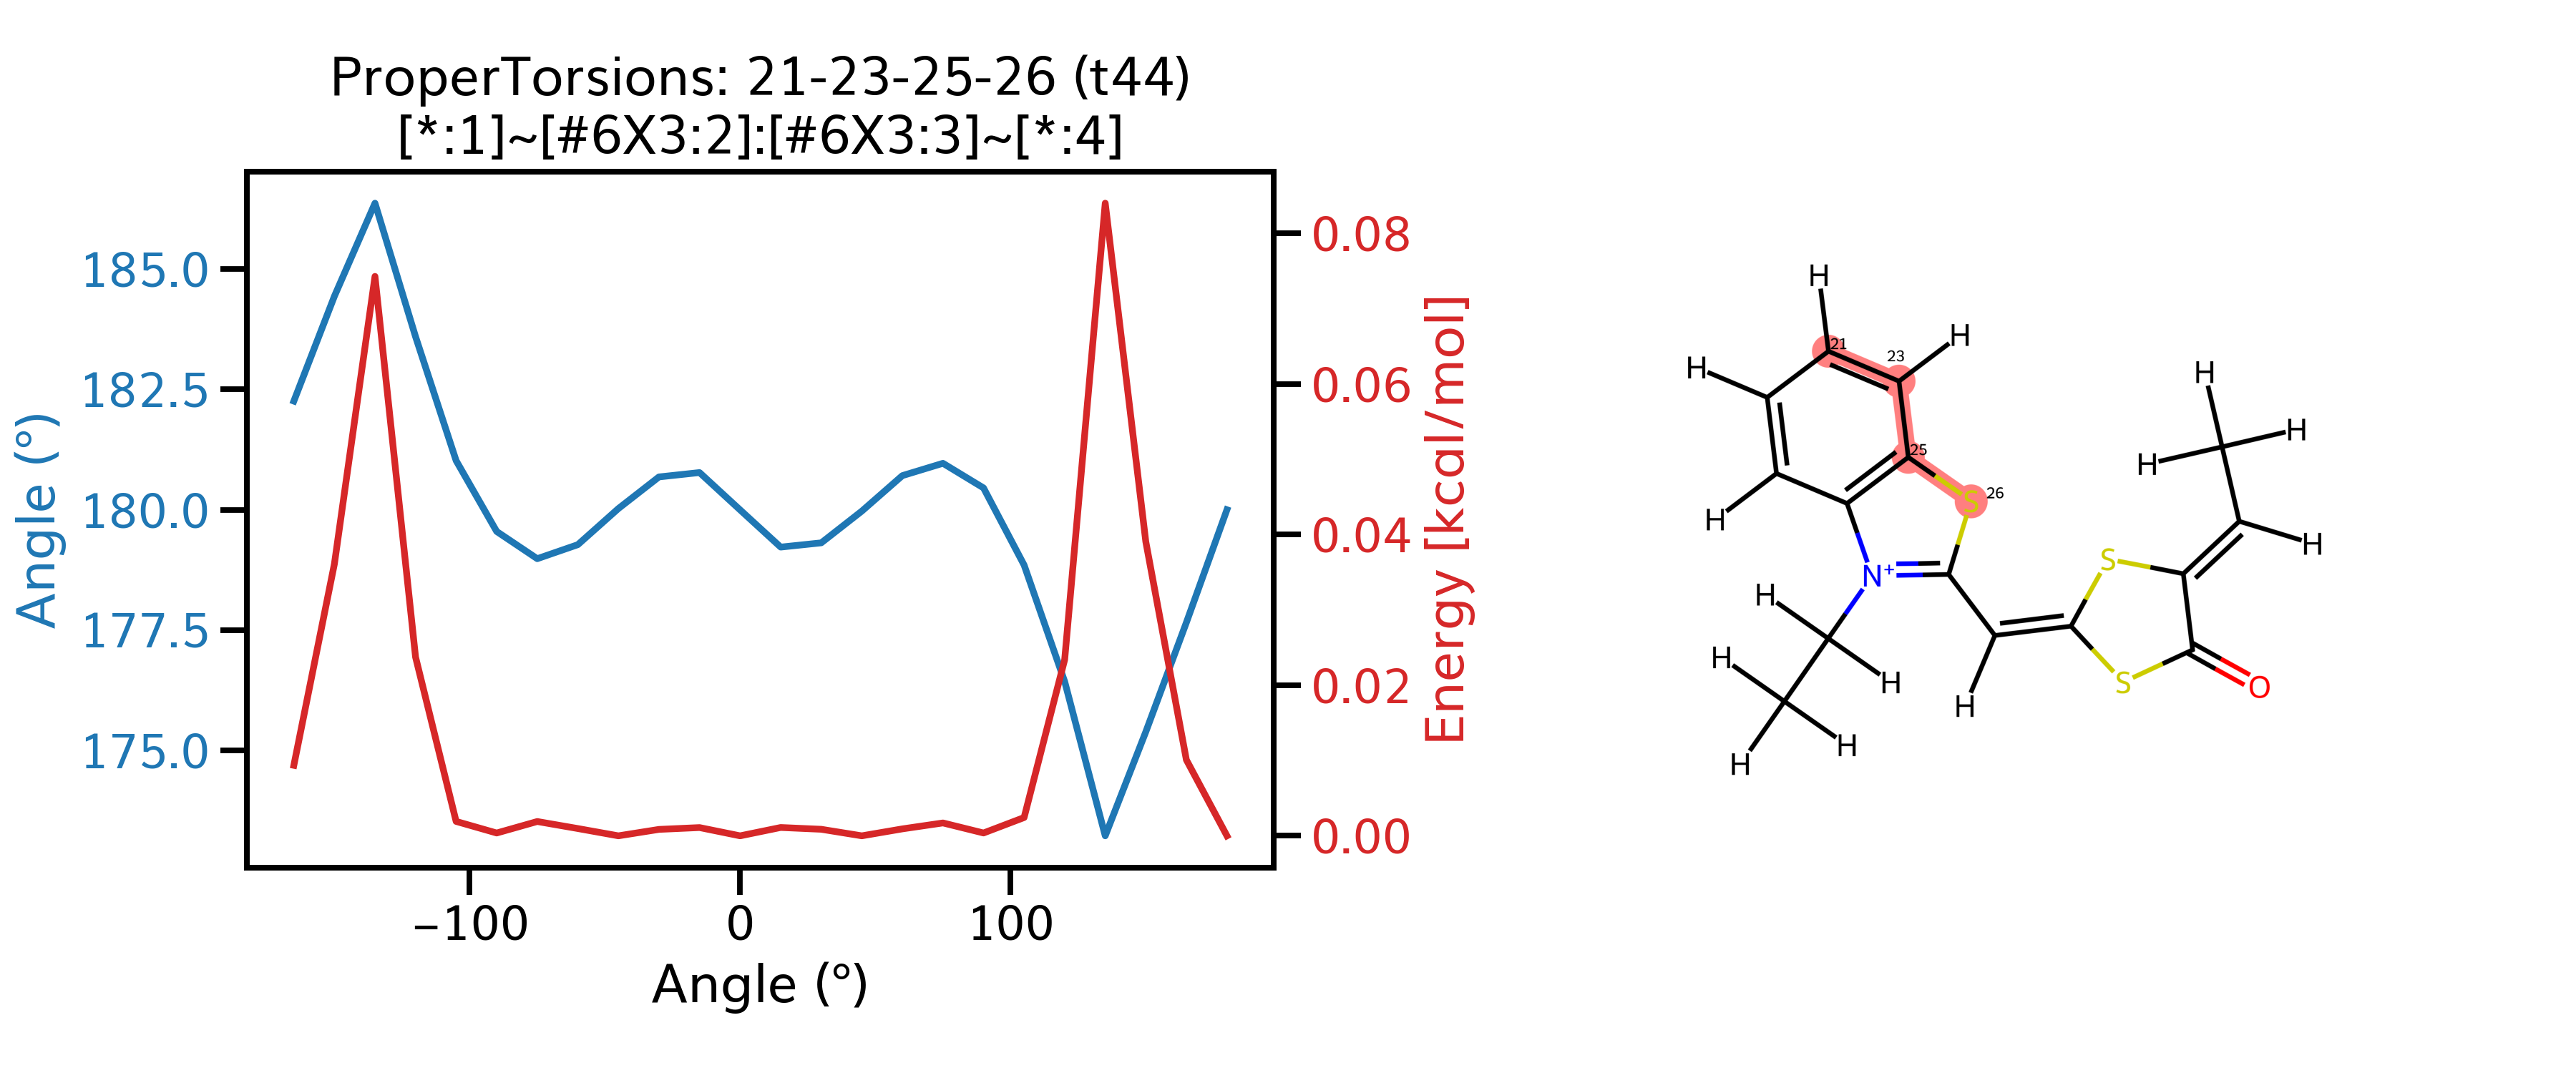 ProperTorsions: 21-23-25-26 (t44)
[*:1]~[#6X3:2]:[#6X3:3]~[*:4]
185.0
182.5
180.0
177.5
175.0
Angle (°)
0.08
0.06
0.04
0.02
0.00
Energy [kcal/mol]
−100
0
100
Angle (°)
H
H
H
H
21
23
25
S
26
N⁺
H
H
H
H
H
H
S
S
O
H
H
H
H